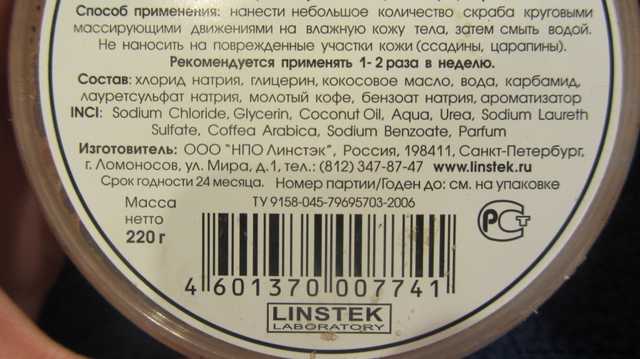 Способ применения: нанести небольшое количество скраба круговыми
массирующими движениями на влажную кожу тела, затем смыть водой.
Не наносить на поврежденные участки кожи (ссадины, царапины).
Рекомендуется применять 1-2 раза в неделю.
Состав: хлорид натрия, глицерин, кокосовое масло, вода, карбамид,
лауретсульфат натрия, молотый кофе, бензоат натрия, ароматизатор
INCI: Sodium Chloride, Glycerin, Coconut Oil, Aqua, Urea, Sodium Laureth
Sulfate, Coffea Arabica, Sodium Benzoate, Parfum
Изготовитель: ООО "НПО Линстэк", Россия, 198411, Санкт-Петербург,
г. Ломоносов, ул. Мира, д.1, тел.: (812) 347-87-47 www.linstek.ru
Срок годности 24 месяца. Номер партии/Годен до: см. на упаковке
Масса
нетто
220 г
ТУ 9158-045-79695703-2006
РСТ
4 601370 007741
LINSTEK
LABORATORY